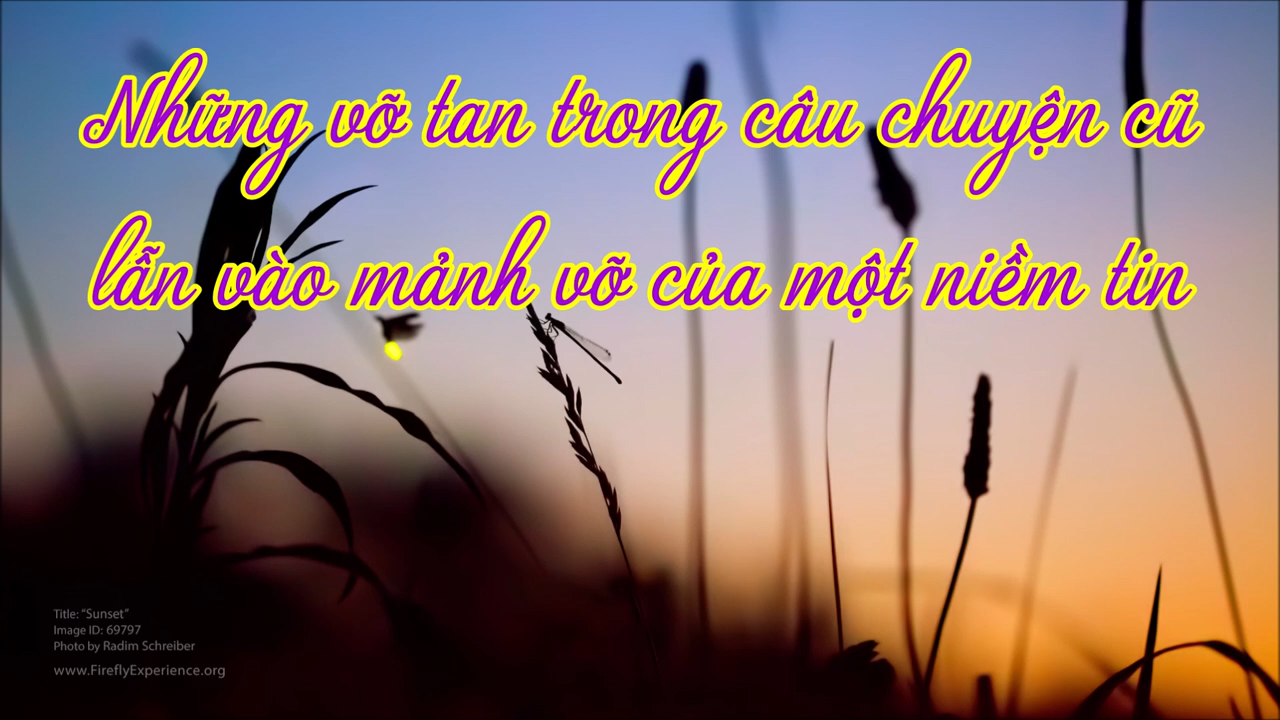 Những vỡ tan trong câu chuyện cũ
lẫn vào mảnh vỡ của một niềm tin
Title: “Sunset”
Image ID: 69797
Photo by Radim Schreiber
www.FireflyExperience.org